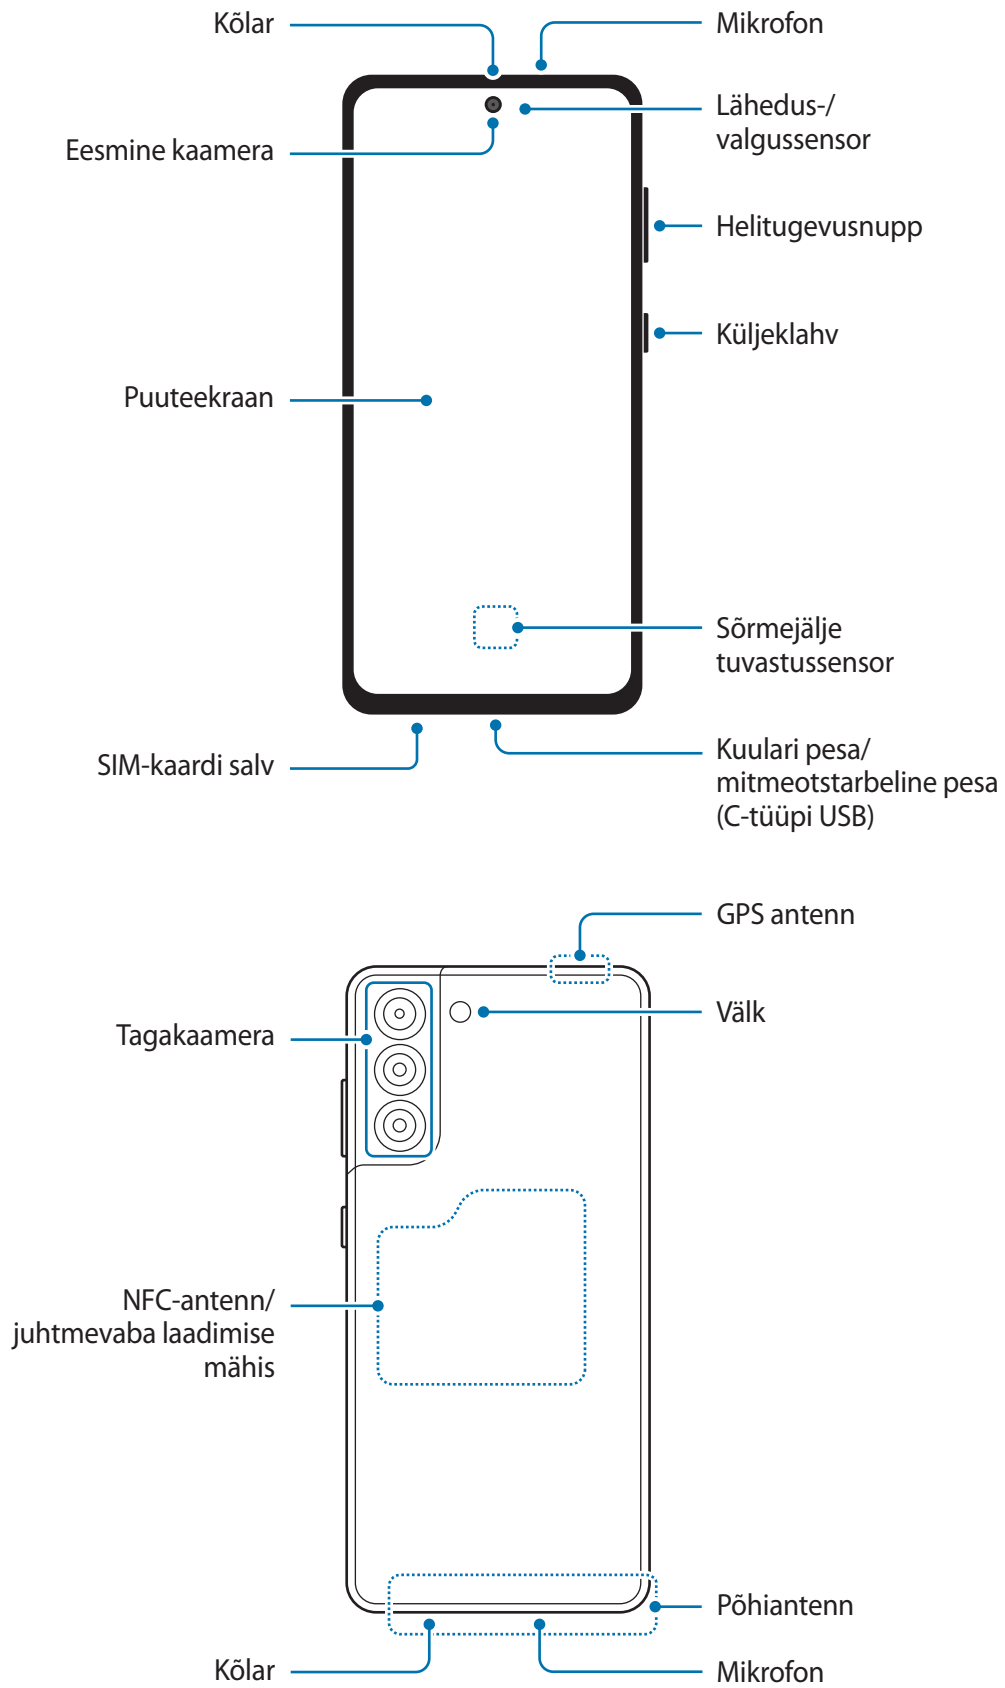 Kõlar
Mikrofon
Eesmine kaamera
Lähedus-/
valgussensor
Helitugevusnupp
Küljeklahv
Puuteekraan
Sõrmejälje
tuvastussensor
SIM-kaardi salv
Kuulari pesa/
mitmeotstarbeline pesa
(C-tüüpi USB)
GPS antenn
Tagakaamera
Välk
NFC-antenn/
juhtmevaba laadimise
mähis
Põhiantenn
Kõlar
Mikrofon